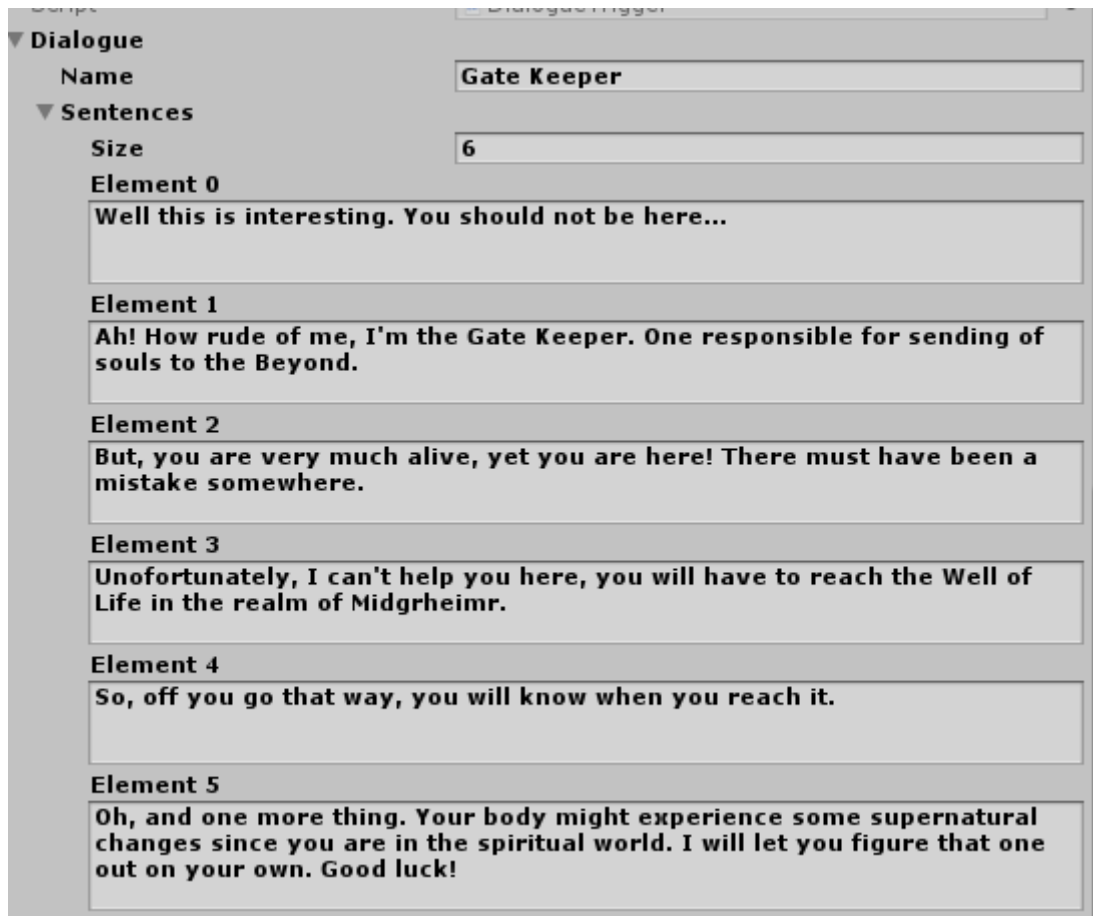 Dialogue
Name Gate Keeper
Sentences
Size 6
Element 0
Well this is interesting. You should not be here...
Element 1
Ah! How rude of me, I'm the Gate Keeper. One responsible for sending of
souls to the Beyond.
Element 2
But, you are very much alive, yet you are here! There must have been a
mistake somewhere.
Element 3
Unofortunately, I can't help you here, you will have to reach the Well of
Life in the realm of Midgrheimr.
Element 4
So, off you go that way, you will know when you reach it.
Element 5
Oh, and one more thing. Your body might experience some supernatural
changes since you are in the spiritual world. I will let you figure that one
out on your own. Good luck!